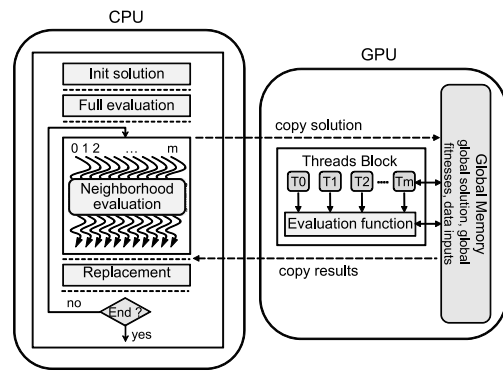 CPU
Init solution
Full evaluation
0 1 2 ... m
Neighborhood
evaluation
Replacement
no
End ?
yes
copy solution
copy results
GPU
Threads Block
T0 T1 T2 Tm
Evaluation function
Global Memory
global solution, global
fitnesses, data inputs